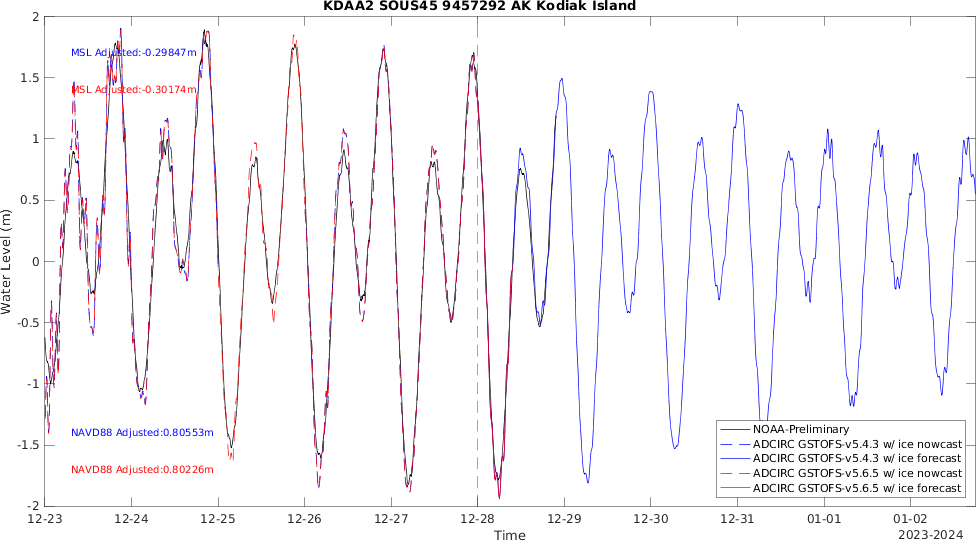 KDAA2 SOUS45 9457292 AK Kodiak Island
2
1.5
1
0.5
0
-0.5
-1
-1.5
-2
Water Level (m)
MSL Adjusted:-0.29847m
MSL Adjusted:-0.30174m
NAVD88 Adjusted:0.80553m
NAVD88 Adjusted:0.80226m
NOAA-Preliminary
ADCIRC GSTOFS-v5.4.3 w/ ice nowcast
ADCIRC GSTOFS-v5.4.3 w/ ice forecast
ADCIRC GSTOFS-v5.6.5 w/ ice nowcast
ADCIRC GSTOFS-v5.6.5 w/ ice forecast
12-23 12-24 12-25 12-26 12-27 12-28 12-29 12-30 12-31 01-01 01-02
Time
2023-2024